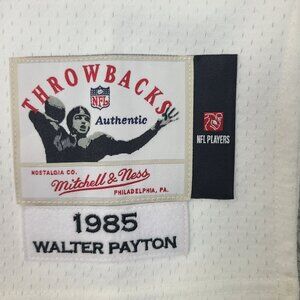 THROWBACKS
NFL
Authentic
NFL PLAYERS
NOSTALGIA CO.
Mitchell & Ness
PHILADELPHIA, PA.
1985
WALTER PAYTON